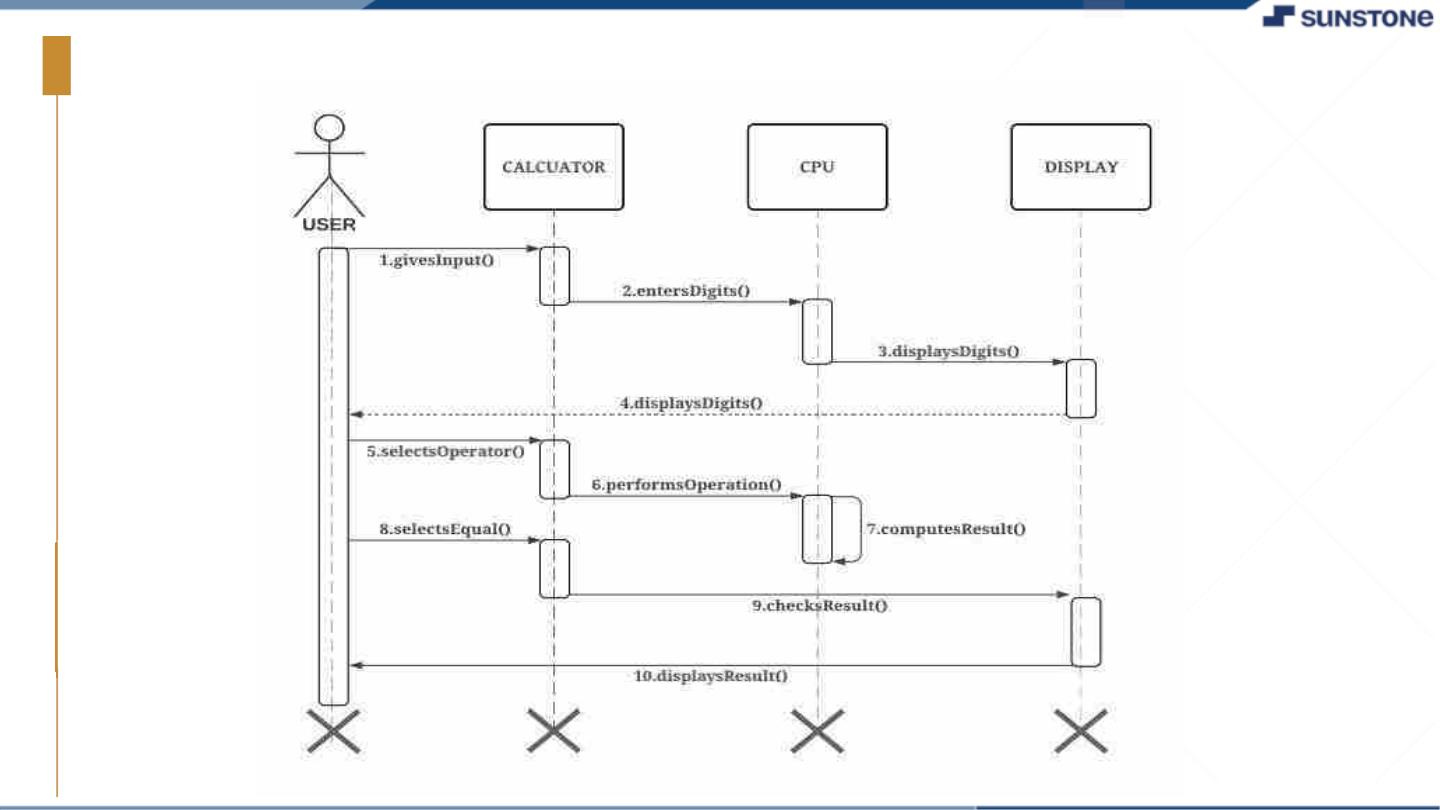 SUNSTONE
CALCUATOR
CPU
DISPLAY
USER
1.givesInput()
2.entersDigits()
3.displaysDigits()
4.displaysDigits()
5.selectsOperator()
6.performsOperation()
8.selectsEqual()
7.computesResult()
9.checksResult()
10.displaysResult()